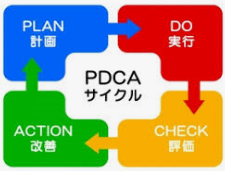 PLAN
計画
DO
実行
PDCA
サイクル
ACTION
改善
CHECK
評価